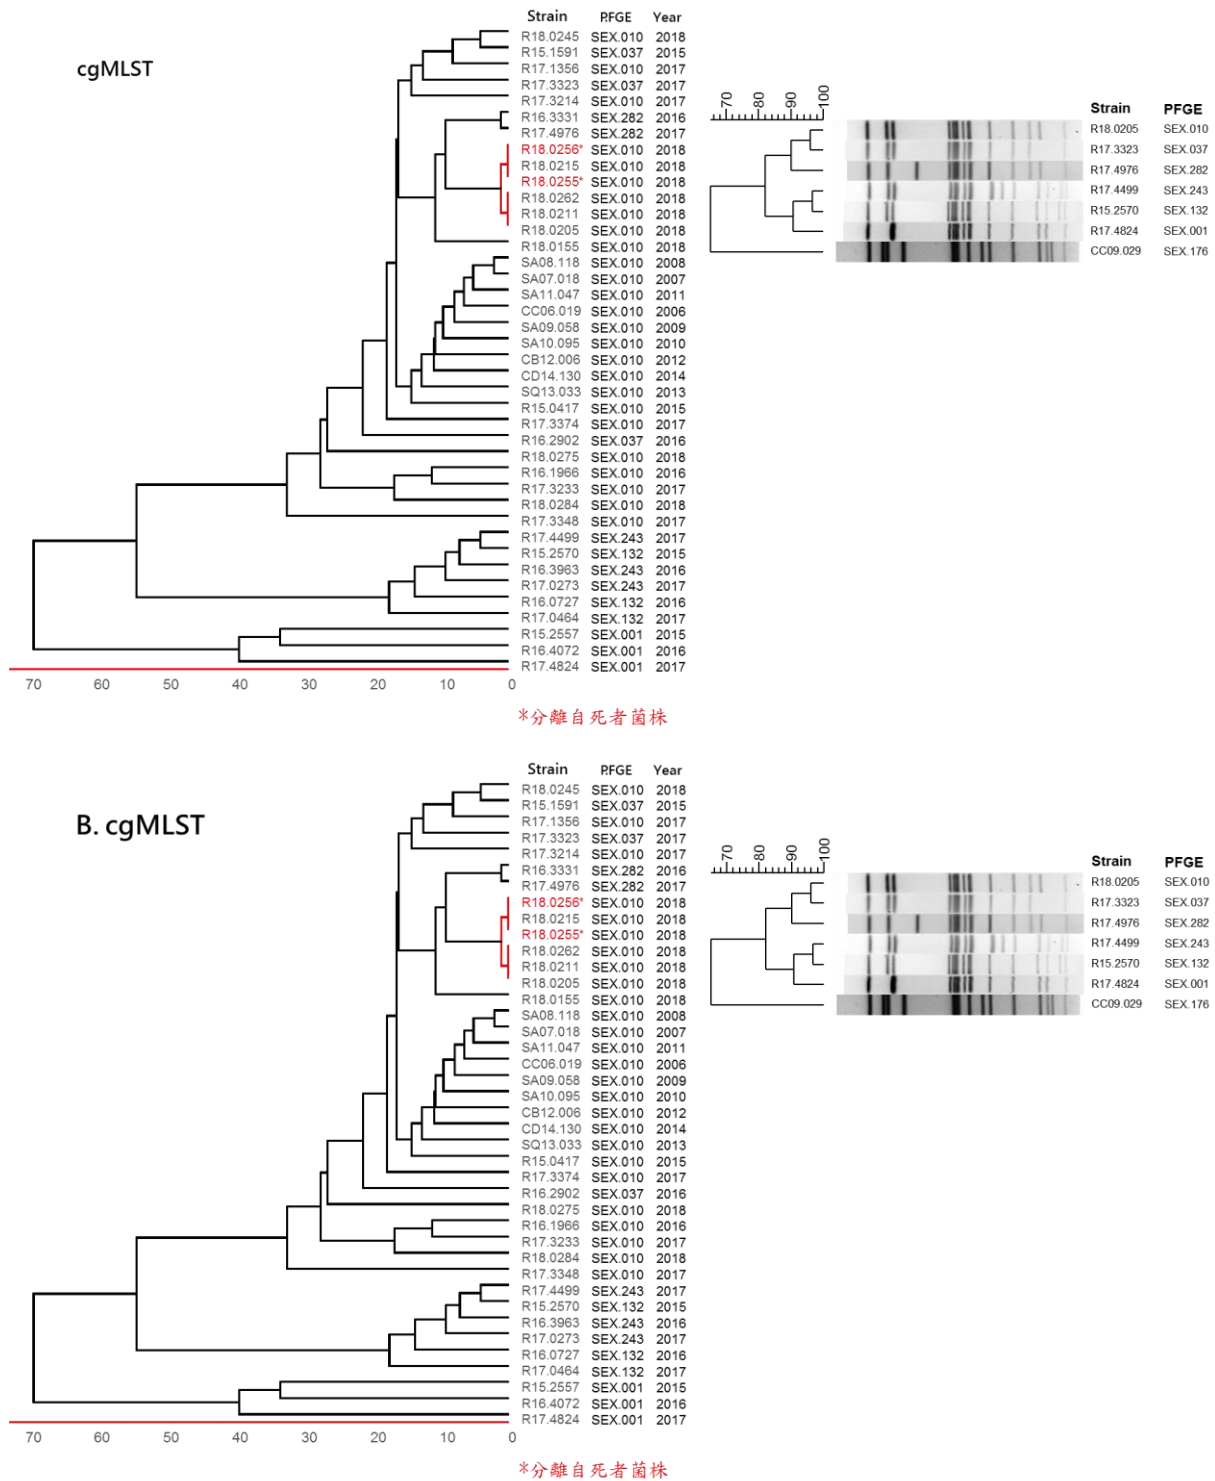 cgMLST
Strain PFGE Year
R18.0245 SEX.010 2018
R15.1591 SEX.037 2015
R17.1356 SEX.010 2017
R17.3323 SEX.037 2017
R17.3214 SEX.010 2017
R16.3331 SEX.282 2016
R17.4976 SEX.282 2017
R18.0256* SEX.010 2018
R18.0215 SEX.010 2018
R18.0255* SEX.010 2018
R18.0262 SEX.010 2018
R18.0211 SEX.010 2018
R18.0205 SEX.010 2018
R18.0155 SEX.010 2018
SA08.118 SEX.010 2008
SA07.018 SEX.010 2007
SA11.047 SEX.010 2011
CC06.019 SEX.010 2006
SA09.058 SEX.010 2009
SA10.095 SEX.010 2010
CB12.006 SEX.010 2012
CD14.130 SEX.010 2014
SQ13.033 SEX.010 2013
R15.0417 SEX.010 2015
R17.3374 SEX.010 2017
R16.2902 SEX.037 2016
R18.0275 SEX.010 2018
R16.1966 SEX.010 2016
R17.3233 SEX.010 2017
R18.0284 SEX.010 2018
R17.3348 SEX.010 2017
R17.4499 SEX.243 2017
R15.2570 SEX.132 2015
R16.3963 SEX.243 2016
R17.0273 SEX.243 2017
R16.0727 SEX.132 2016
R17.0464 SEX.132 2017
R15.2557 SEX.001 2015
R16.4072 SEX.001 2016
R17.4824 SEX.001 2017
70 60 50 40 30 20 10 0
*分離自死者菌株
70 80 90 100
Strain PFGE
R18.0205 SEX.010
R17.3323 SEX.037
R17.4976 SEX.282
R17.4499 SEX.243
R15.2570 SEX.132
R17.4824 SEX.001
CC09.029 SEX.176
B. cgMLST
Strain PFGE Year
R18.0245 SEX.010 2018
R15.1591 SEX.037 2015
R17.1356 SEX.010 2017
R17.3323 SEX.037 2017
R17.3214 SEX.010 2017
R16.3331 SEX.282 2016
R17.4976 SEX.282 2017
R18.0256* SEX.010 2018
R18.0215 SEX.010 2018
R18.0255* SEX.010 2018
R18.0262 SEX.010 2018
R18.0211 SEX.010 2018
R18.0205 SEX.010 2018
R18.0155 SEX.010 2018
SA08.118 SEX.010 2008
SA07.018 SEX.010 2007
SA11.047 SEX.010 2011
CC06.019 SEX.010 2006
SA09.058 SEX.010 2009
SA10.095 SEX.010 2010
CB12.006 SEX.010 2012
CD14.130 SEX.010 2014
SQ13.033 SEX.010 2013
R15.0417 SEX.010 2015
R17.3374 SEX.010 2017
R16.2902 SEX.037 2016
R18.0275 SEX.010 2018
R16.1966 SEX.010 2016
R17.3233 SEX.010 2017
R18.0284 SEX.010 2018
R17.3348 SEX.010 2017
R17.4499 SEX.243 2017
R15.2570 SEX.132 2015
R16.3963 SEX.243 2016
R17.0273 SEX.243 2017
R16.0727 SEX.132 2016
R17.0464 SEX.132 2017
R15.2557 SEX.001 2015
R16.4072 SEX.001 2016
R17.4824 SEX.001 2017
70 60 50 40 30 20 10 0
*分離自死者菌株
70 80 90 100
Strain PFGE
R18.0205 SEX.010
R17.3323 SEX.037
R17.4976 SEX.282
R17.4499 SEX.243
R15.2570 SEX.132
R17.4824 SEX.001
CC09.029 SEX.176